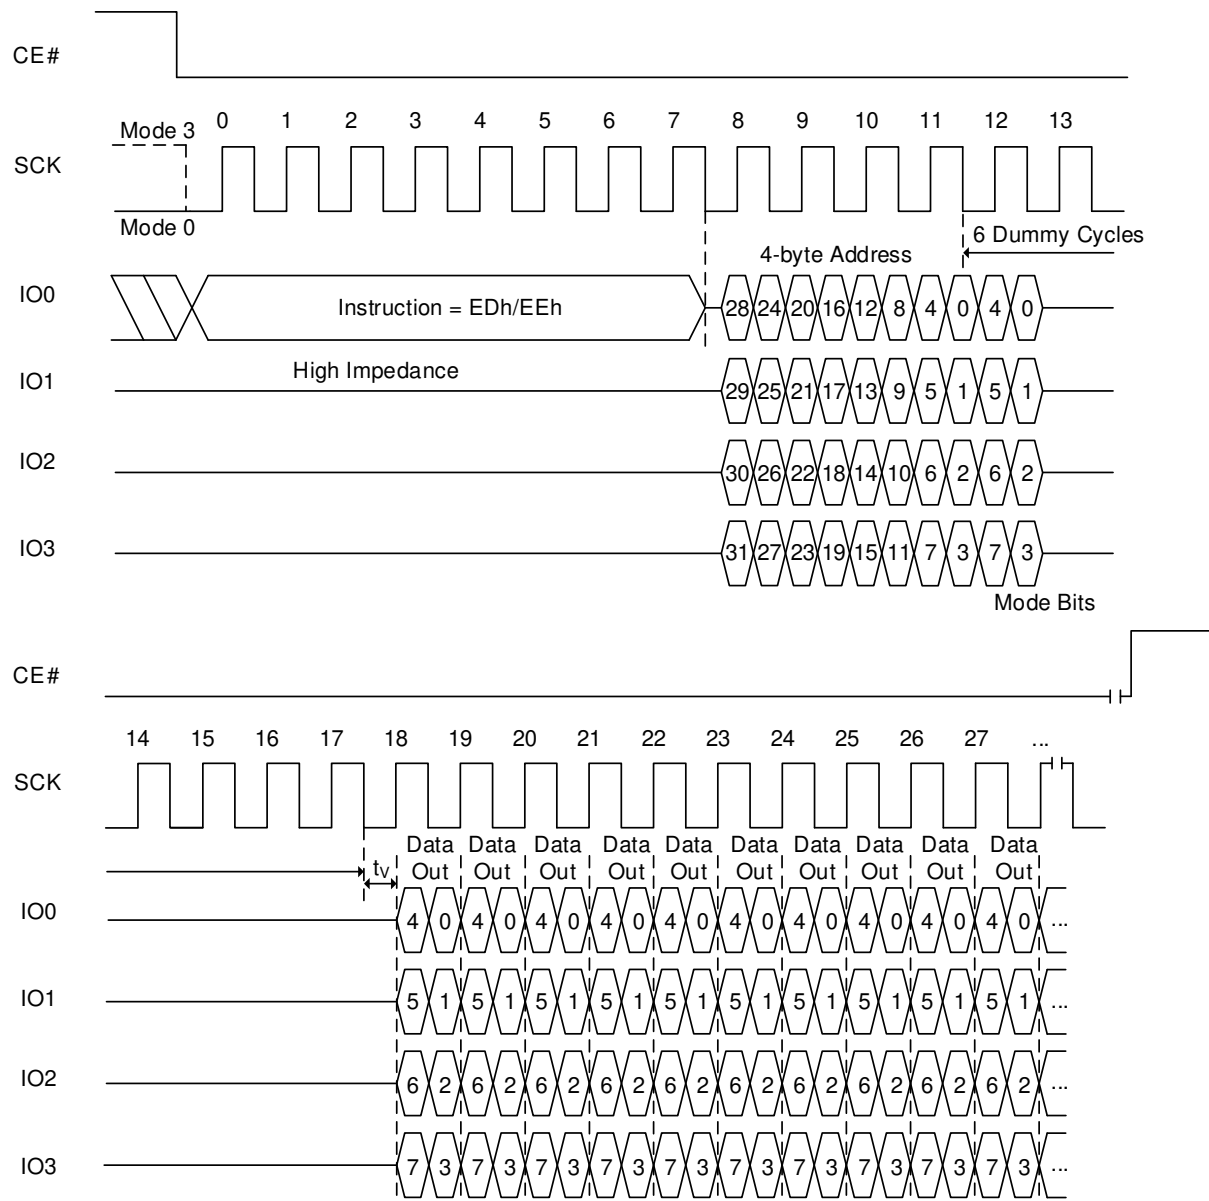 CE#
Mode 3 0 1 2 3 4 5 6 7 8 9 10 11 12 13
SCK
Mode 0
6 Dummy Cycles
4-byte Address
IO0 Instruction = EDh/EEh 28 24 20 16 12 8 4 0 4 0
High Impedance
IO1 29 25 21 17 13 9 5 1 5 1
IO2 30 26 22 18 14 10 6 2 6 2
IO3 31 27 23 19 15 11 7 3 7 3
Mode Bits
CE#
14 15 16 17 18 19 20 21 22 23 24 25 26 27 ...
SCK
Data Data Data Data Data Data Data Data Data Data
tV Out Out Out Out Out Out Out Out Out Out
IO0 4 0 4 0 4 0 4 0 4 0 4 0 4 0 4 0 4 0 4 0 ...
IO1 5 1 5 1 5 1 5 1 5 1 5 1 5 1 5 1 5 1 5 1 ...
IO2 6 2 6 2 6 2 6 2 6 2 6 2 6 2 6 2 6 2 6 2 ...
IO3 7 3 7 3 7 3 7 3 7 3 7 3 7 3 7 3 7 3 7 3 ...